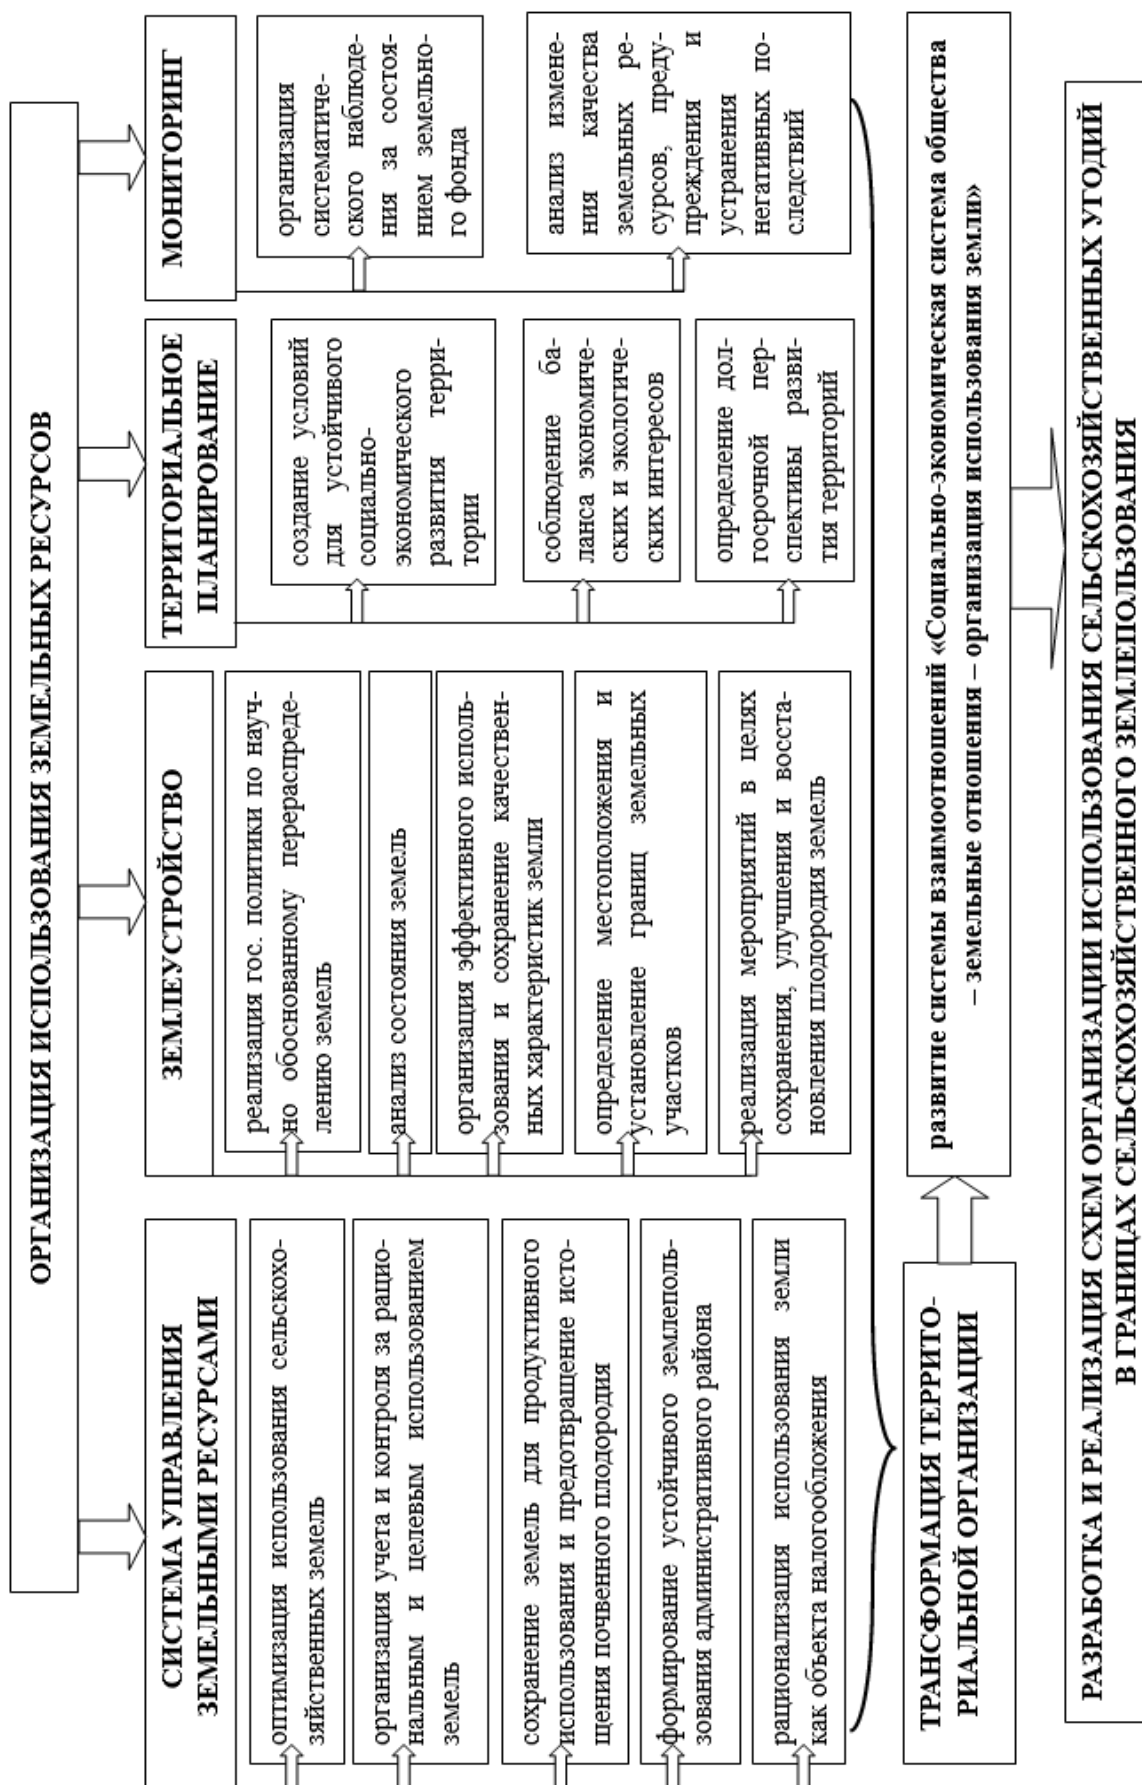 ОРГАНИЗАЦИЯ ИСПОЛЬЗОВАНИЯ ЗЕМЕЛЬНЫХ РЕСУРСОВ
СИСТЕМА УПРАВЛЕНИЯ
ЗЕМЕЛЬНЫМИ РЕСУРСАМИ
оптимизация использования сельскохо-
зяйственных земель
организация учета и контроля за рацио-
нальным и целевым использованием
земель
сохранение земель для продуктивного
использования и предотвращение исто-
щения почвенного плодородия
формирование устойчивого землеполь-
зования административного района
рационализация использования земли
как объекта налогообложения
ЗЕМЛЕУСТРОЙСТВО
реализация гос. политики по науч-
но обоснованному перераспреде-
лению земель
анализ состояния земель
организация эффективного исполь-
зования и сохранение качествен-
ных характеристик земли
определение местоположения и
установление границ земельных
участков
реализация мероприятий в целях
сохранения, улучшения и восста-
новления плодородия земель
ТЕРРИТОРИАЛЬНОЕ
ПЛАНИРОВАНИЕ
создание условий
для устойчивого
социально-
экономического
развития терри-
тории
соблюдение ба-
ланса экономиче-
ских и экологиче-
ских интересов
определение дол-
госрочной пер-
спективы разви-
тия территорий
МОНИТОРИНГ
организация
систематиче-
ского наблюде-
ния за состоя-
нием земельно-
го фонда
анализ измене-
ния качества
земельных ре-
сурсов, преду-
преждения и
устранения
негативных по-
следствий
ТРАНСФОРМАЦИЯ ТЕРРИТО-
РИАЛЬНОЙ ОРГАНИЗАЦИИ
развитие системы взаимоотношений «Социально-экономическая система общества
– земельные отношения – организация использования земли»
РАЗРАБОТКА И РЕАЛИЗАЦИЯ СХЕМ ОРГАНИЗАЦИИ ИСПОЛЬЗОВАНИЯ СЕЛЬСКОХОЗЯЙСТВЕННЫХ УГОДИЙ
В ГРАНИЦАХ СЕЛЬСКОХОЗЯЙСТВЕННОГО ЗЕМЛЕПОЛЬЗОВАНИЯ